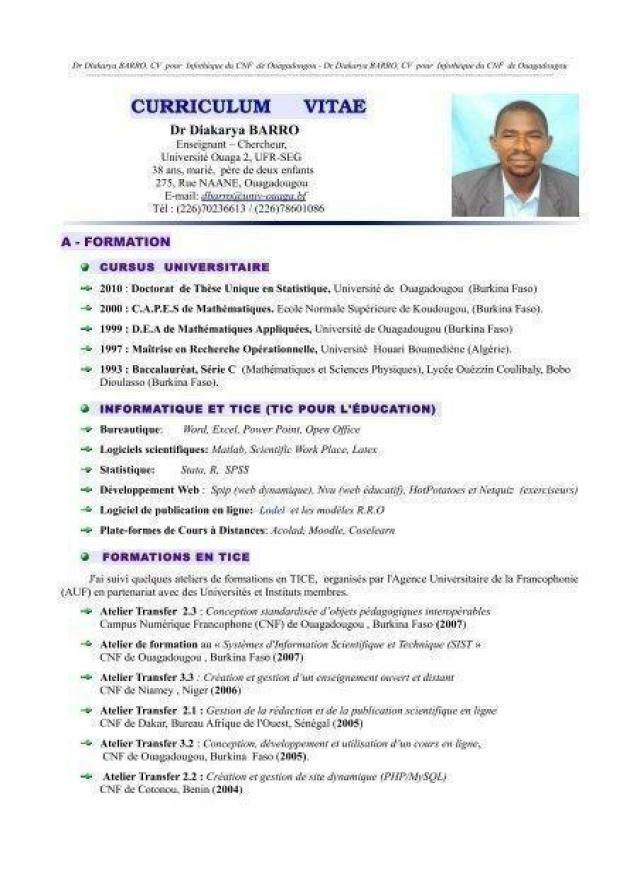 Dr Diakarya BARRO, CV pour Infothèque du CNF de Ouagadougou - Dr Diakarya BARRO, CV pour Infothèque du CNF de Ouagadougou
CURRICULUM VITAE
Dr Diakarya BARRO
Enseignant – Chercheur,
Université Ouaga 2, UFR-SEG
38 ans, marié, père de deux enfants
275, Rue NAANE, Ouagadougou
E-mail: dbarro@univ-ouaga.bf
Tél : (226)70236613 / (226)78601086
A - FORMATION
CURSUS UNIVERSITAIRE
2010 : Doctorat de Thèse Unique en Statistique, Université de Ouagadougou (Burkina Faso)
2000 : C.A.P.E.S de Mathématiques. Ecole Normale Supérieure de Koudougou, (Burkina Faso).
1999 : D.E.A de Mathématiques Appliquées, Université de Ouagadougou (Burkina Faso)
1997 : Maîtrise en Recherche Opérationnelle, Université Houari Boumediène (Algérie).
1993 : Baccalauréat, Série C (Mathématiques et Sciences Physiques), Lycée Ouézzin Coulibaly, Bobo
Dioulasso (Burkina Faso).
INFORMATIQUE ET TICE (TIC POUR L'ÉDUCATION)
Bureautique: Word, Excel, Power Point, Open Office
Logiciels scientifiques: Matlab, Scientific Work Place, Latex
Statistique: Stata, R, SPSS
Développement Web : Spip (web dynamique), Nvu (web éducatif), HotPotatoes et Netquiz (exerciseurs)
Logiciel de publication en ligne: Lodel et les modèles R.R.O
Plate-formes de Cours à Distances: Acolad, Moodle, Coselearn
FORMATIONS EN TICE
J'ai suivi quelques ateliers de formations en TICE, organisés par l'Agence Universitaire de la Francophonie
(AUF) en partenariat avec des Universités et Instituts membres.
Atelier Transfer 2.3 : Conception standardisée d'objets pédagogiques interopérables
Campus Numérique Francophone (CNF) de Ouagadougou , Burkina Faso (2007)
Atelier de formation au « Systèmes d'Information Scientifique et Technique (SIST »
CNF de Ouagadougou , Burkina Faso (2007)
Atelier Transfer 3.3 : Création et gestion d'un enseignement ouvert et distant
CNF de Niamey , Niger (2006)
Atelier Transfer 2.1 : Gestion de la rédaction et de la publication scientifique en ligne
CNF de Dakar, Bureau Afrique de l'Ouest, Sénégal (2005)
Atelier Transfer 3.2 : Conception, développement et utilisation d'un cours en ligne,
CNF de Ouagadougou, Burkina Faso (2005).
Atelier Transfer 2.2 : Création et gestion de site dynamique (PHP/MySQL)
CNF de Cotonou, Benin (2004)